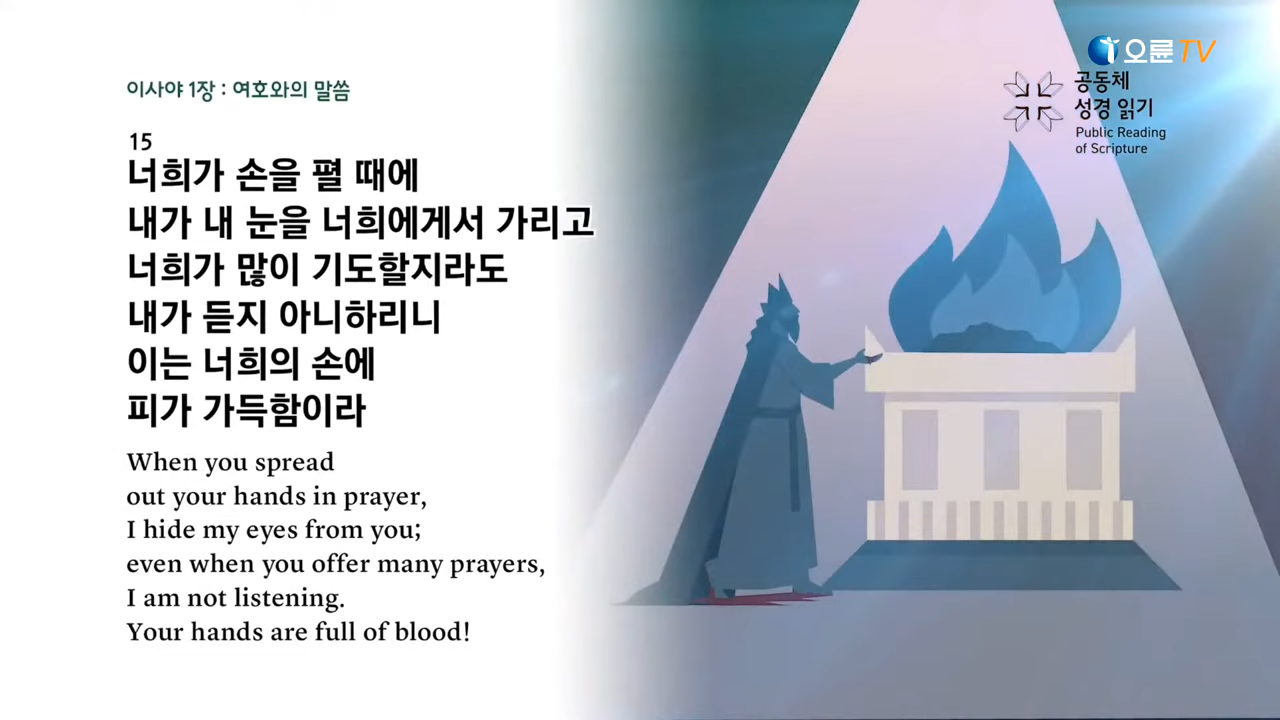 오륜TV
공동체
성경 읽기
Public Reading
of Scripture
이사야 1장 : 여호와의 말씀
15
너희가 손을 펼 때에
내가 내 눈을 너희에게서 가리고
너희가 많이 기도할지라도
내가 듣지 아니하리니
이는 너희의 손에
피가 가득함이라
When you spread
out your hands in prayer,
I hide my eyes from you;
even when you offer many prayers,
I am not listening.
Your hands are full of blood!